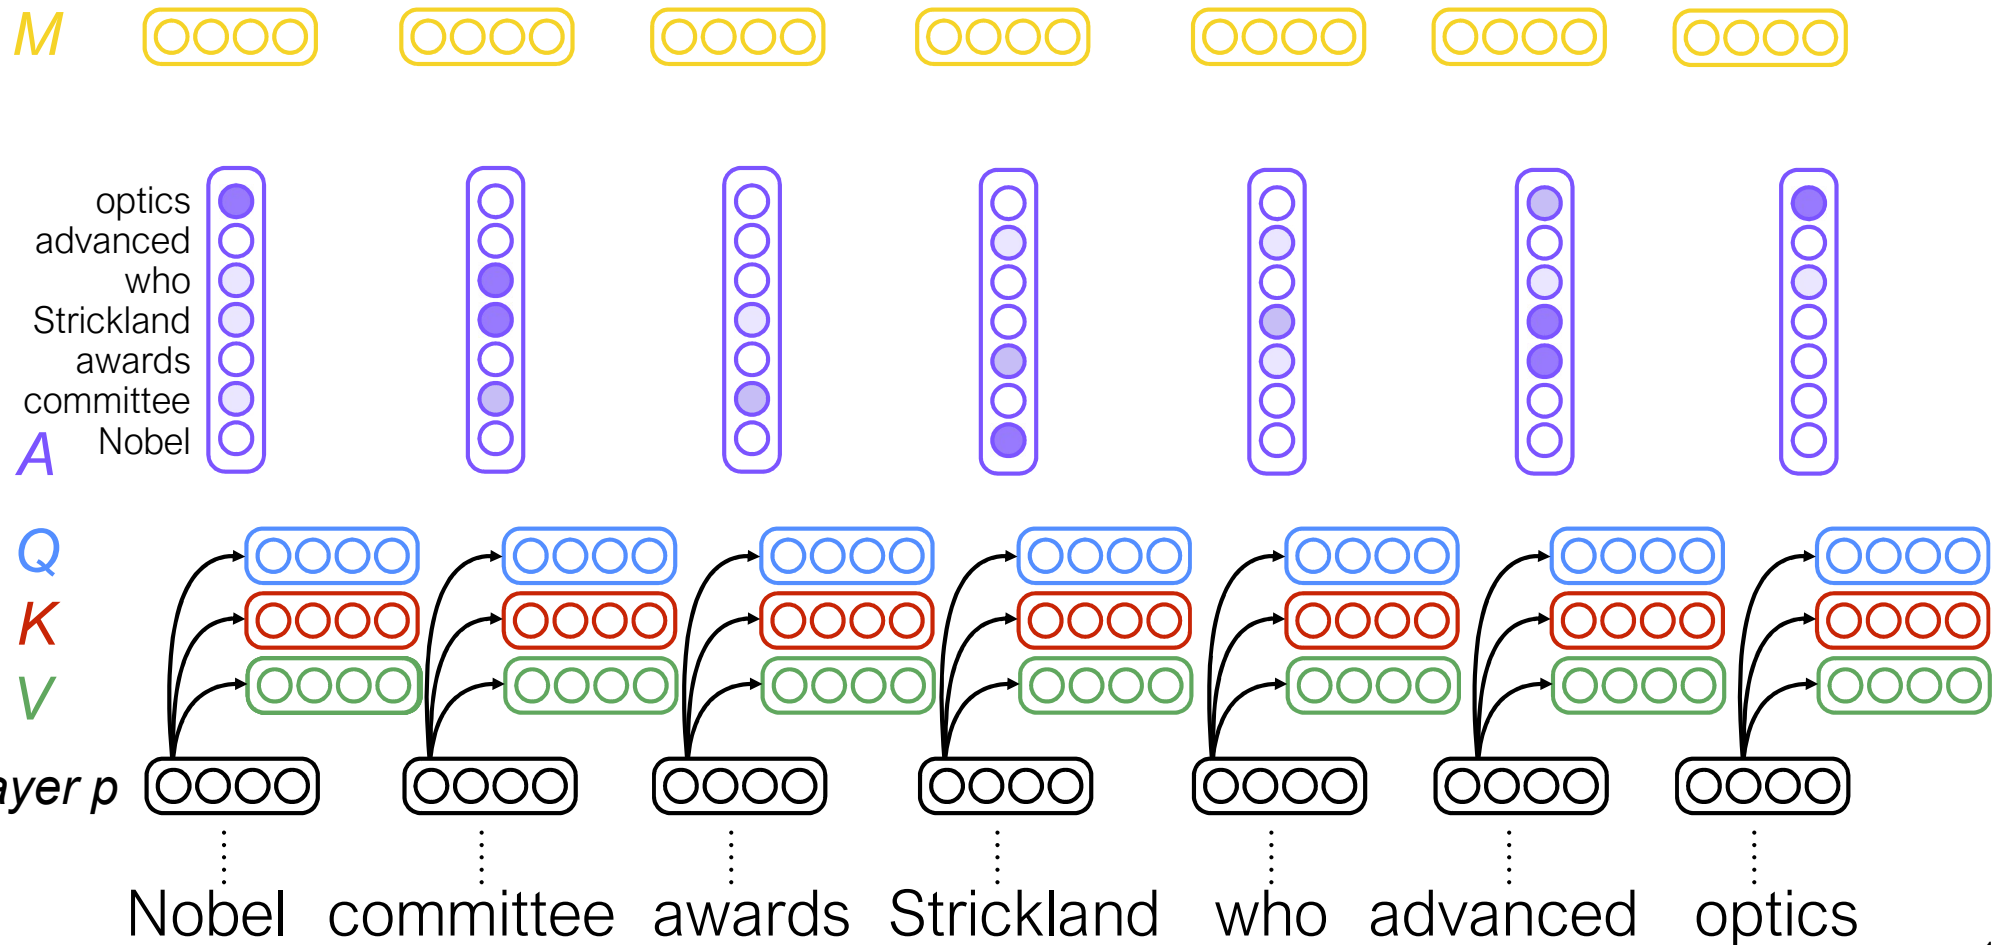 M
optics
advanced
who
Strickland
awards
committee
Nobel
A
Q
K
V
ayer p
Nobel committee awards Strickland who advanced optics